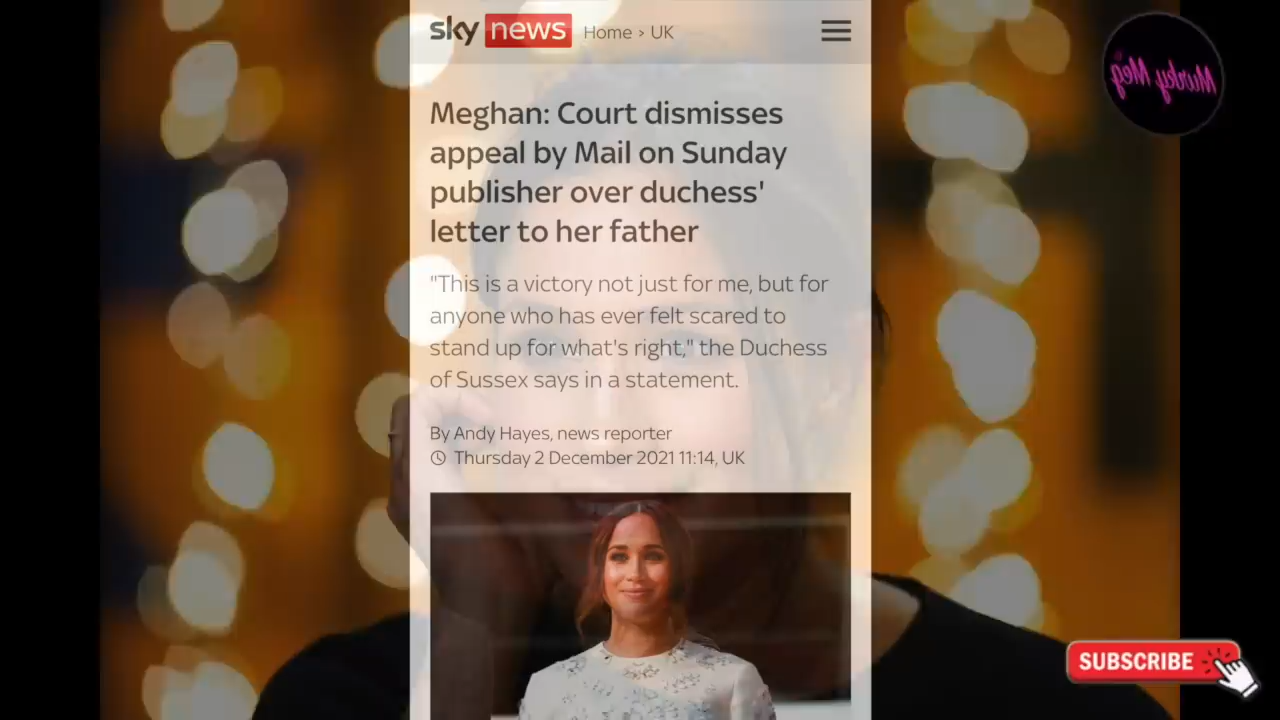 sky news Home > UK
Murky Meg
Meghan: Court dismisses
appeal by Mail on Sunday
publisher over duchess'
letter to her father
"This is a victory not just for me, but for
anyone who has ever felt scared to
stand up for what's right," the Duchess
of Sussex says in a statement.
By Andy Hayes, news reporter
Thursday 2 December 2021 11:14, UK
SUBSCRIBE